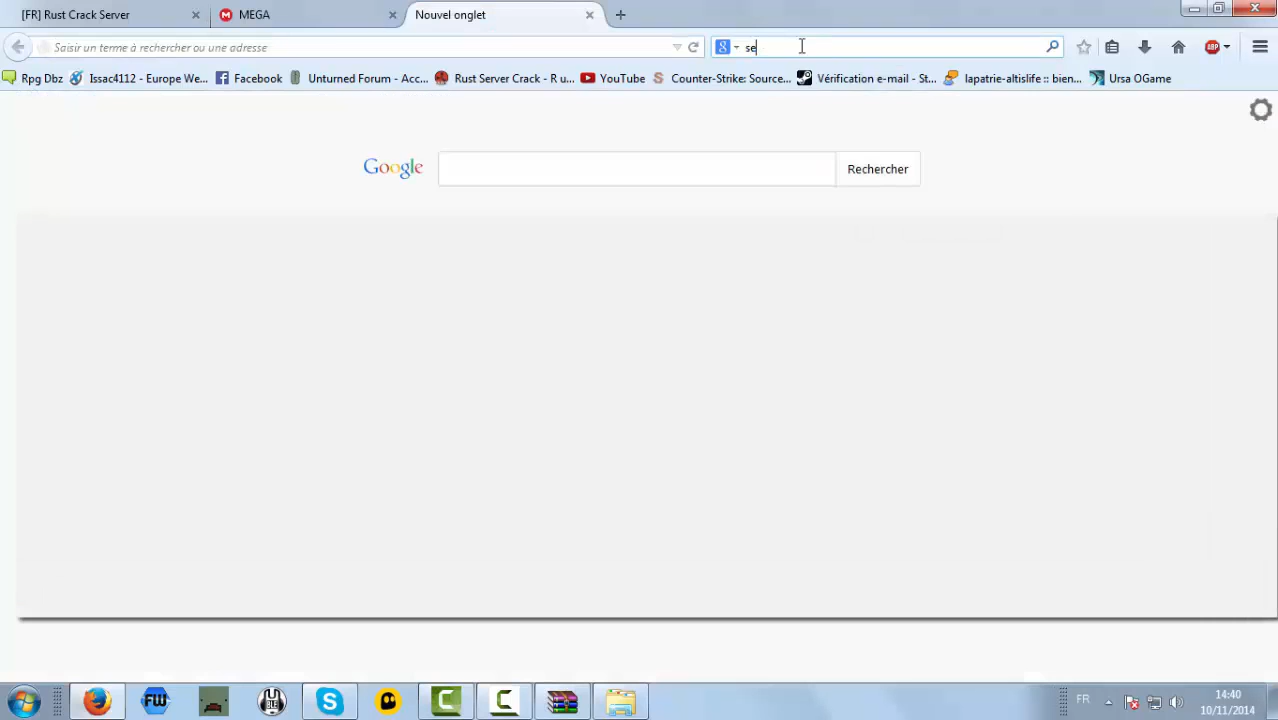 [FR] Rust Crack Server
MEGA
Nouvel onglet
Saisir un terme à rechercher ou une adresse
se
Rpg Dbz
Issac4112 - Europe We...
Facebook
Unturned Forum - Acc...
Rust Server Crack - R u...
YouTube
Counter-Strike: Source...
Vérification e-mail - St...
lapatrie-altislife :: bien...
Ursa OGame
Google
Rechercher
FR
14:40
10/11/2014